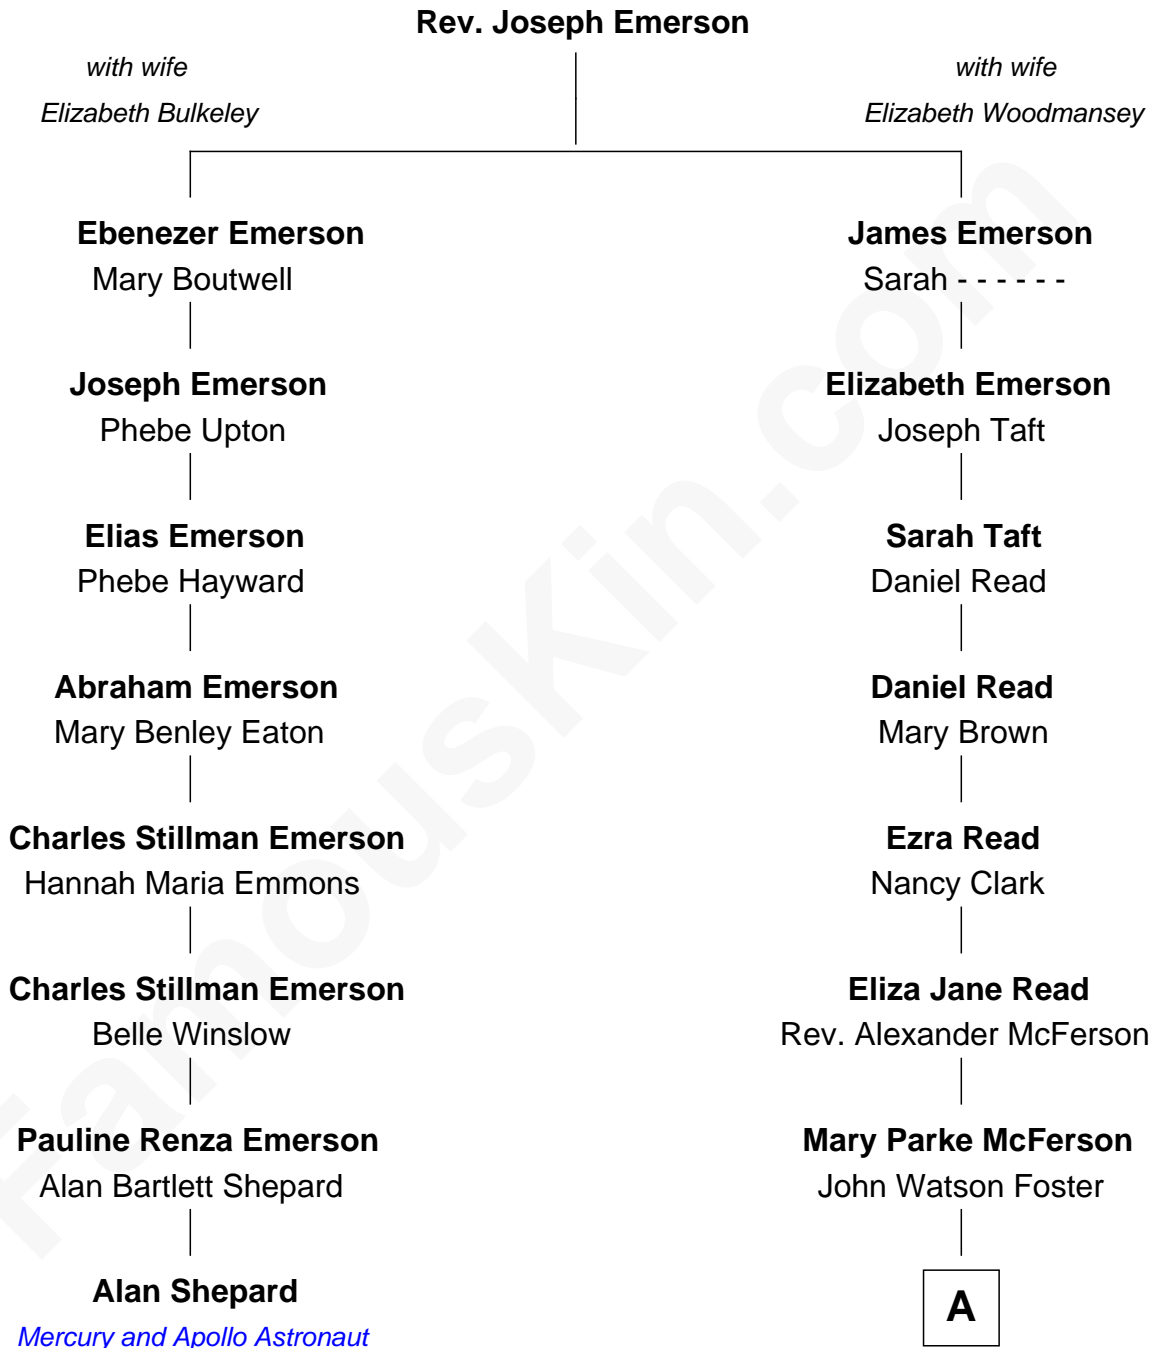 Rev. Joseph Emerson
with wife
Elizabeth Bulkeley
with wife
Elizabeth Woodmansey
Ebenezer Emerson
Mary Boutwell
James Emerson
Sarah - - - - - -
Joseph Emerson
Phebe Upton
Elizabeth Emerson
Joseph Taft
Elias Emerson
Phebe Hayward
Sarah Taft
Daniel Read
Abraham Emerson
Mary Benley Eaton
Daniel Read
Mary Brown
Charles Stillman Emerson
Hannah Maria Emmons
Ezra Read
Nancy Clark
Charles Stillman Emerson
Belle Winslow
Eliza Jane Read
Rev. Alexander McFerson
Pauline Renza Emerson
Alan Bartlett Shepard
Mary Parke McFerson
John Watson Foster
Alan Shepard
Mercury and Apollo Astronaut
A
FamousKin.com